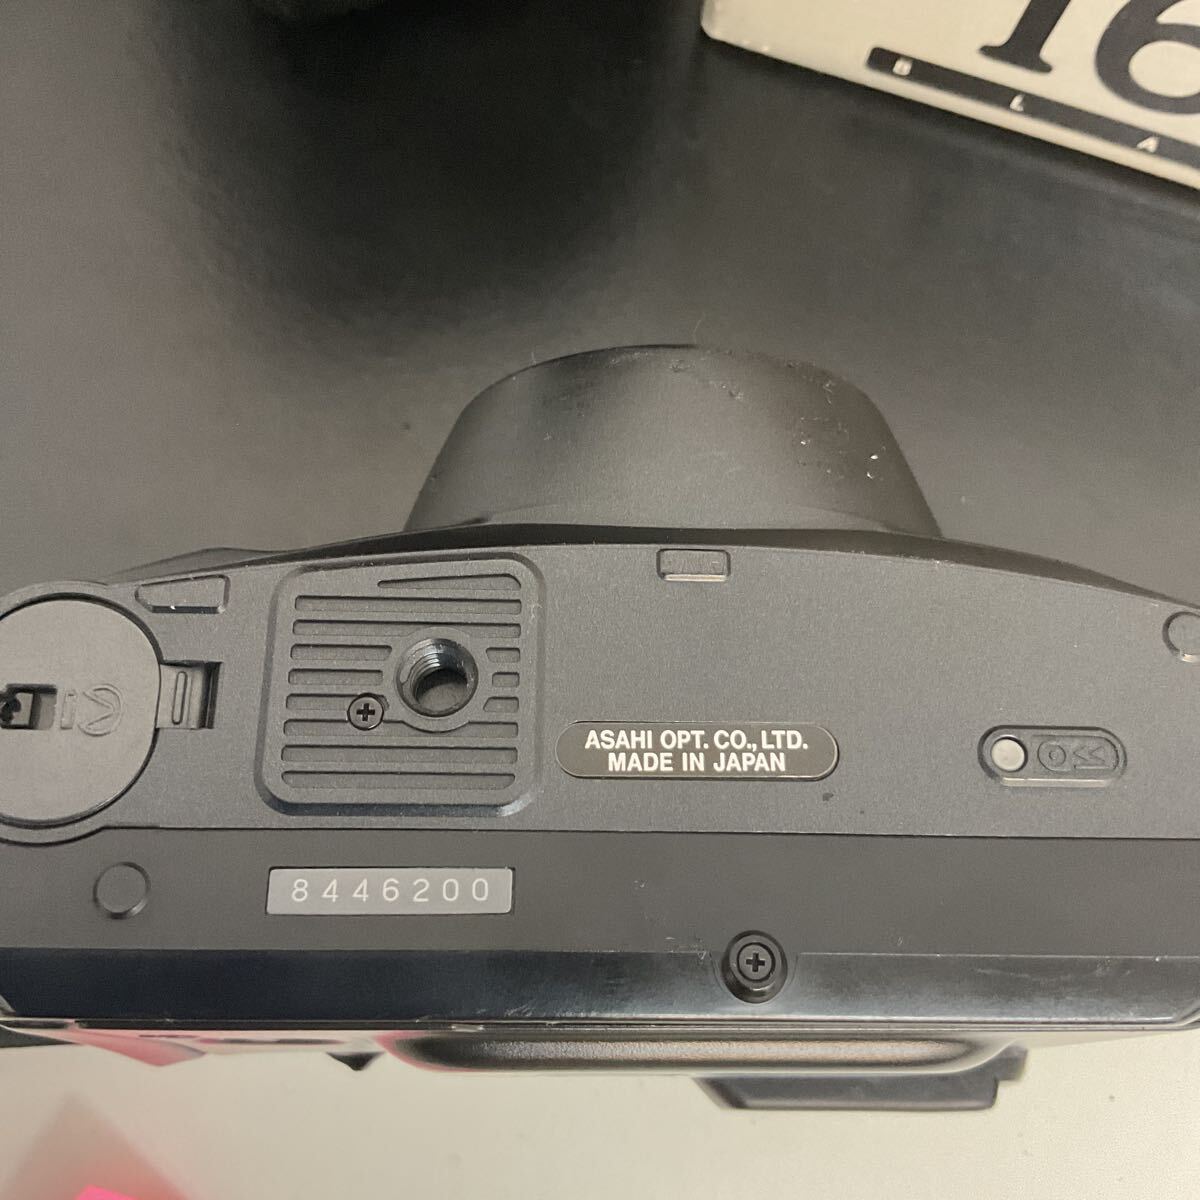 16
B L A
ASAHI OPT. CO., LTD.
MADE IN JAPAN
8446200